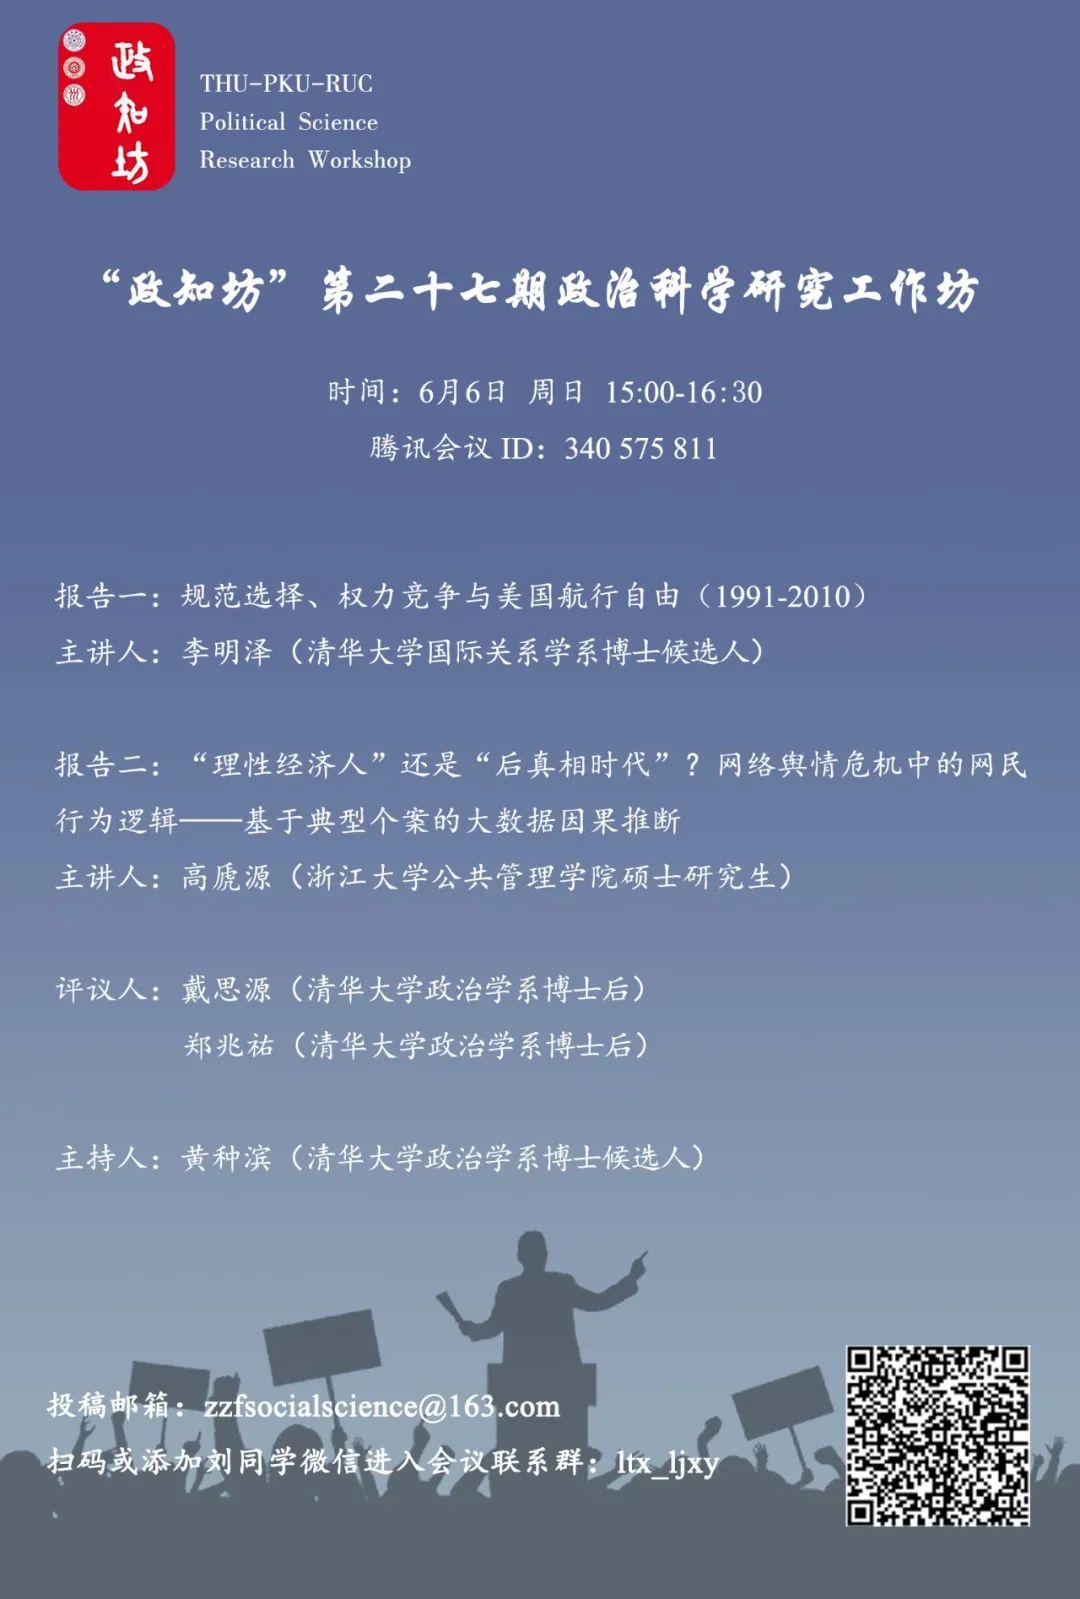 政知坊
THU-PKU-RUC
Political Science
Research Workshop
“政知坊”第二十七期政治科学研究工作坊
时间：6月6日 周日 15:00-16:30
腾讯会议 ID：340 575 811
报告一：规范选择、权力竞争与美国航行自由（1991-2010）
主讲人：李明泽（清华大学国际关系学系博士候选人）
报告二：“理性经济人”还是“后真相时代”？网络舆情危机中的网民
行为逻辑——基于典型个案的大数据因果推断
主讲人：高虒源（浙江大学公共管理学院硕士研究生）
评议人：戴思源（清华大学政治学系博士后）
郑兆祐（清华大学政治学系博士后）
主持人：黄种滨（清华大学政治学系博士候选人）
投稿邮箱：zzfsocialscience@163.com
扫码或添加刘同学微信进入会议联系群：ltx_ljxy